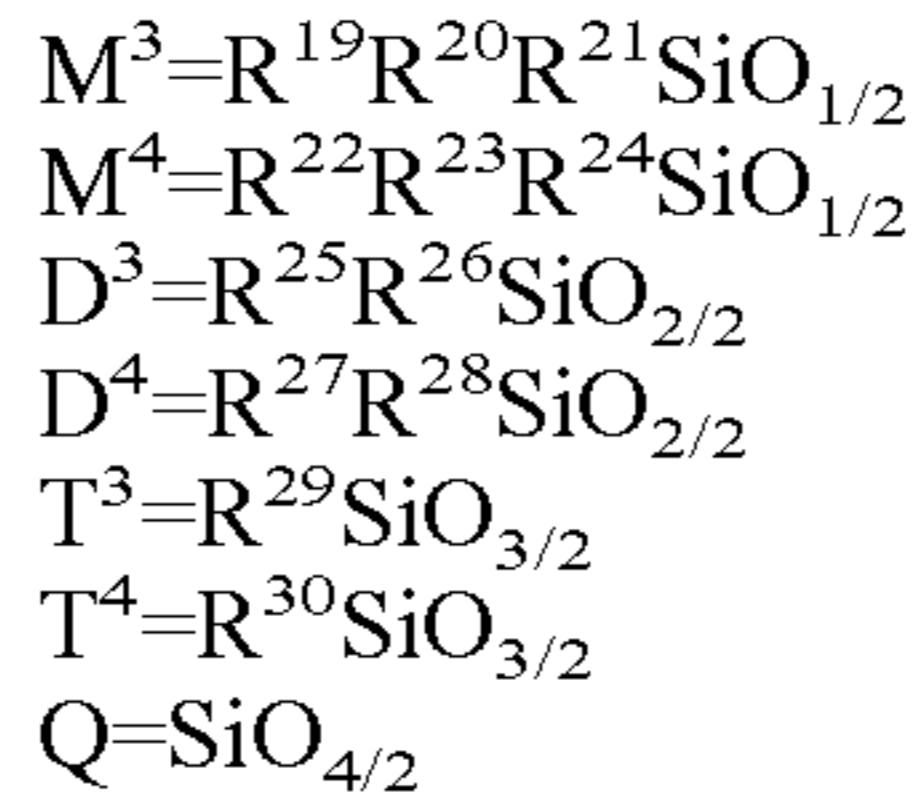 M³=R¹⁹R²⁰R²¹SiO₁/₂
M⁴=R²²R²³R²⁴SiO₁/₂
D³=R²⁵R²⁶SiO₂/₂
D⁴=R²⁷R²⁸SiO₂/₂
T³=R²⁹SiO₃/₂
T⁴=R³⁰SiO₃/₂
Q=SiO₄/₂